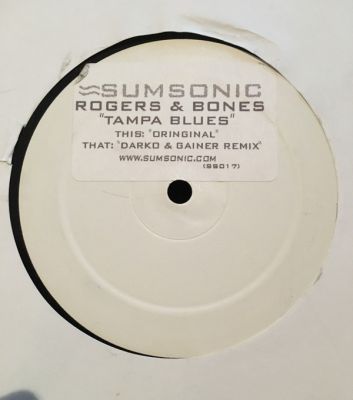 SUMSONIC
ROGERS & BONES
"TAMPA BLUES"
THIS: "ORINGINAL"
THAT: "DARKO & GAINER REMIX"
WWW.SUMSONIC.COM
(SS017)